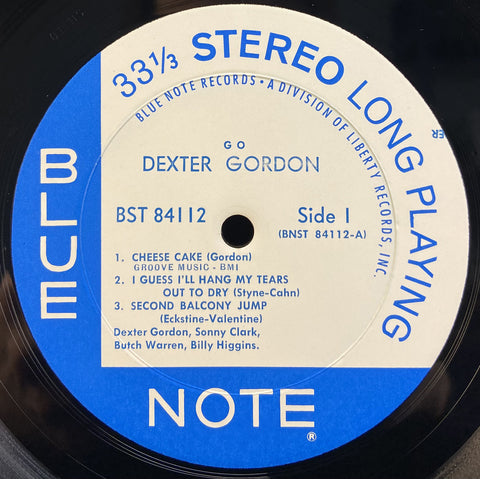 33⅓ STEREO LONG PLAYING
BLUE NOTE RECORDS • A DIVISION OF LIBERTY RECORDS, INC.
GO
DEXTER GORDON
BST 84112
Side 1
(BNST 84112-A)
1. CHEESE CAKE (Gordon)
GROOVE MUSIC - BMI
2. I GUESS I'LL HANG MY TEARS
OUT TO DRY (Styne-Cahn)
3. SECOND BALCONY JUMP
(Eckstine-Valentine)
Dexter Gordon, Sonny Clark,
Butch Warren, Billy Higgins.
BLUE
NOTE
®